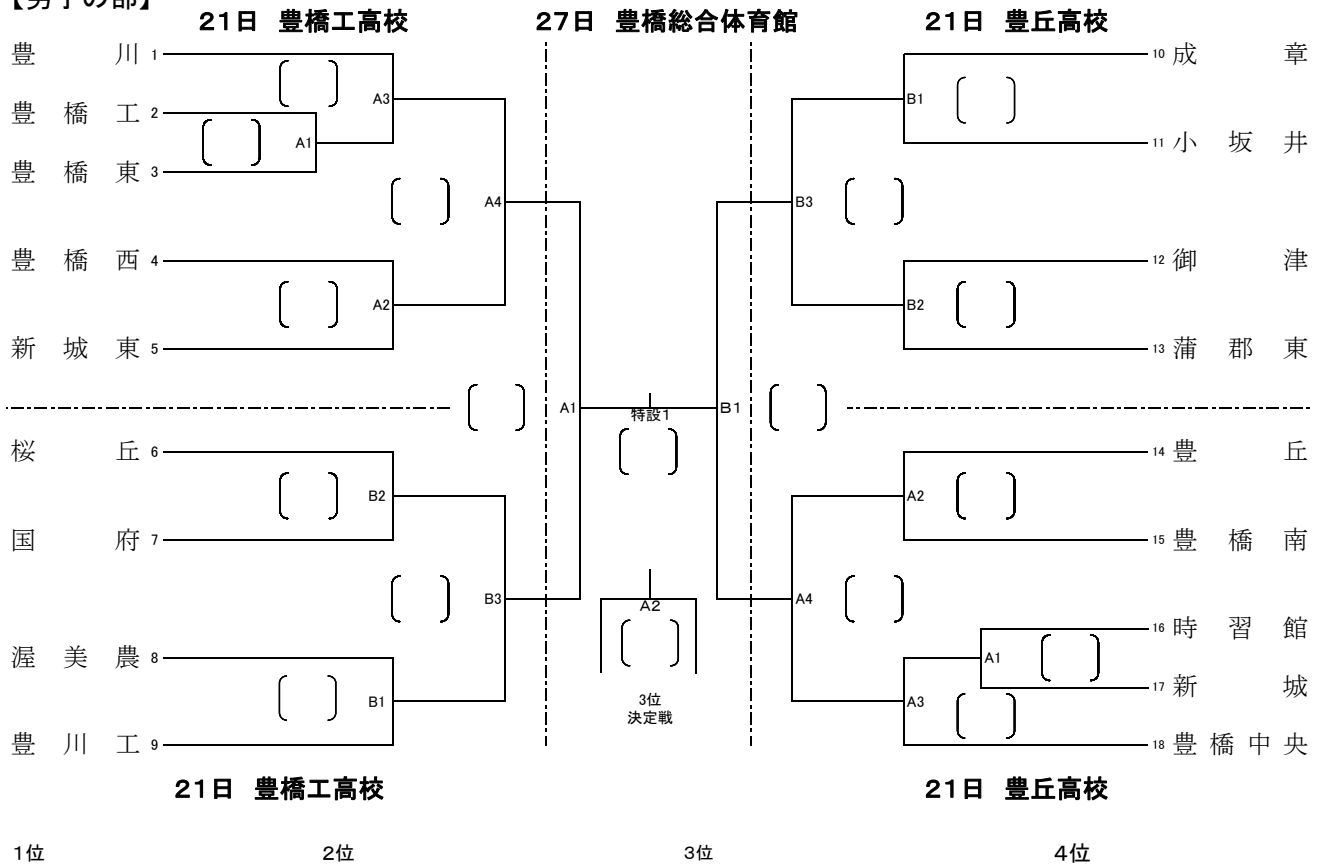 【男子の部】
21日 豊橋工高校
27日 豊橋総合体育館
21日 豊丘高校
豊川 1
10 成章
A3
B1
豊橋工 2
A1
11 小坂井
豊橋東 3
A4
B3
豊橋西 4
12 御津
A2
B2
新城東 5
13 蒲郡東
A1
特設1
B1
桜丘 6
14 豊丘
B2
A2
国府 7
15 豊橋南
B3
A2
A4
16 時習館
渥美農 8
A1
17 新城
B1
3位
決定戦
A3
豊川工 9
18 豊橋中央
21日 豊橋工高校
21日 豊丘高校
1位
2位
3位
4位